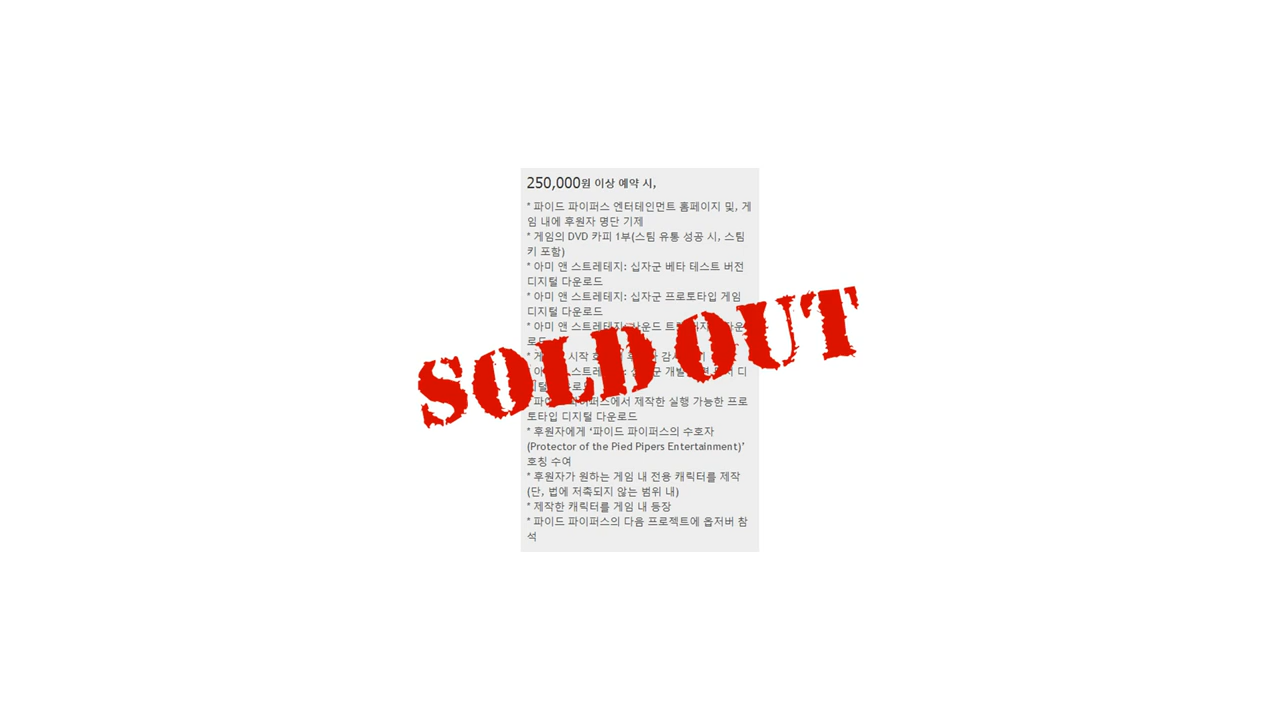 250,000원 이상 예약 시,
* 파이드 파이퍼스 엔터테인먼트 홈페이지 및, 게
임 내에 후원자 명단 기제
* 게임의 DVD 카피 1부(스팀 유통 성공 시, 스팀
키 포함)
* 아미 앤 스트레테지: 십자군 베타 테스트 버전
디지털 다운로드
* 아미 앤 스트레테지: 십자군 프로토타입 게임
디지털 다운로드
* 아미 앤 스트레테지 사운드
로드
* 시작
스트레 개발 디
* 파이드 파이퍼스에서 제작한 실행 가능한 프로
토타입 디지털 다운로드
* 후원자에게 ‘파이드 파이퍼스의 수호자
(Protector of the Pied Pipers Entertainment)’
호칭 수여
* 후원자가 원하는 게임 내 전용 캐릭터를 제작
(단, 법에 저촉되지 않는 범위 내)
* 제작한 캐릭터를 게임 내 등장
* 파이드 파이퍼스의 다음 프로젝트에 옵저버 참
석
SOLD OUT